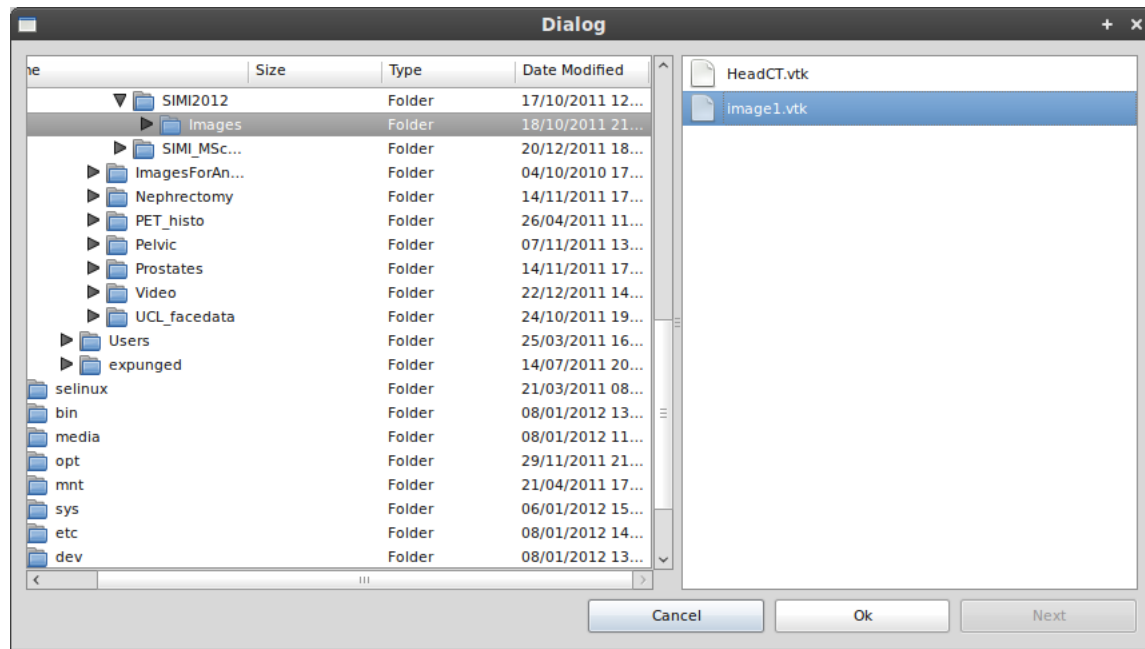 Dialog
ne Size Type Date Modified
SIMI2012 Folder 17/10/2011 12...
Images Folder 18/10/2011 21...
SIMI_MSc... Folder 20/12/2011 18...
ImagesForAn... Folder 04/10/2010 17...
Nephrectomy Folder 14/11/2011 17...
PET_histo Folder 26/04/2011 11...
Pelvic Folder 07/11/2011 13...
Prostates Folder 14/11/2011 17...
Video Folder 22/12/2011 14...
UCL_facedata Folder 24/10/2011 19...
Users Folder 25/03/2011 16...
expunged Folder 14/07/2011 20...
selinux Folder 21/03/2011 08...
bin Folder 08/01/2012 13...
media Folder 08/01/2012 11...
opt Folder 29/11/2011 21...
mnt Folder 21/04/2011 17...
sys Folder 06/01/2012 15...
etc Folder 08/01/2012 14...
dev Folder 08/01/2012 13...
HeadCT.vtk
image1.vtk
Cancel Ok Next